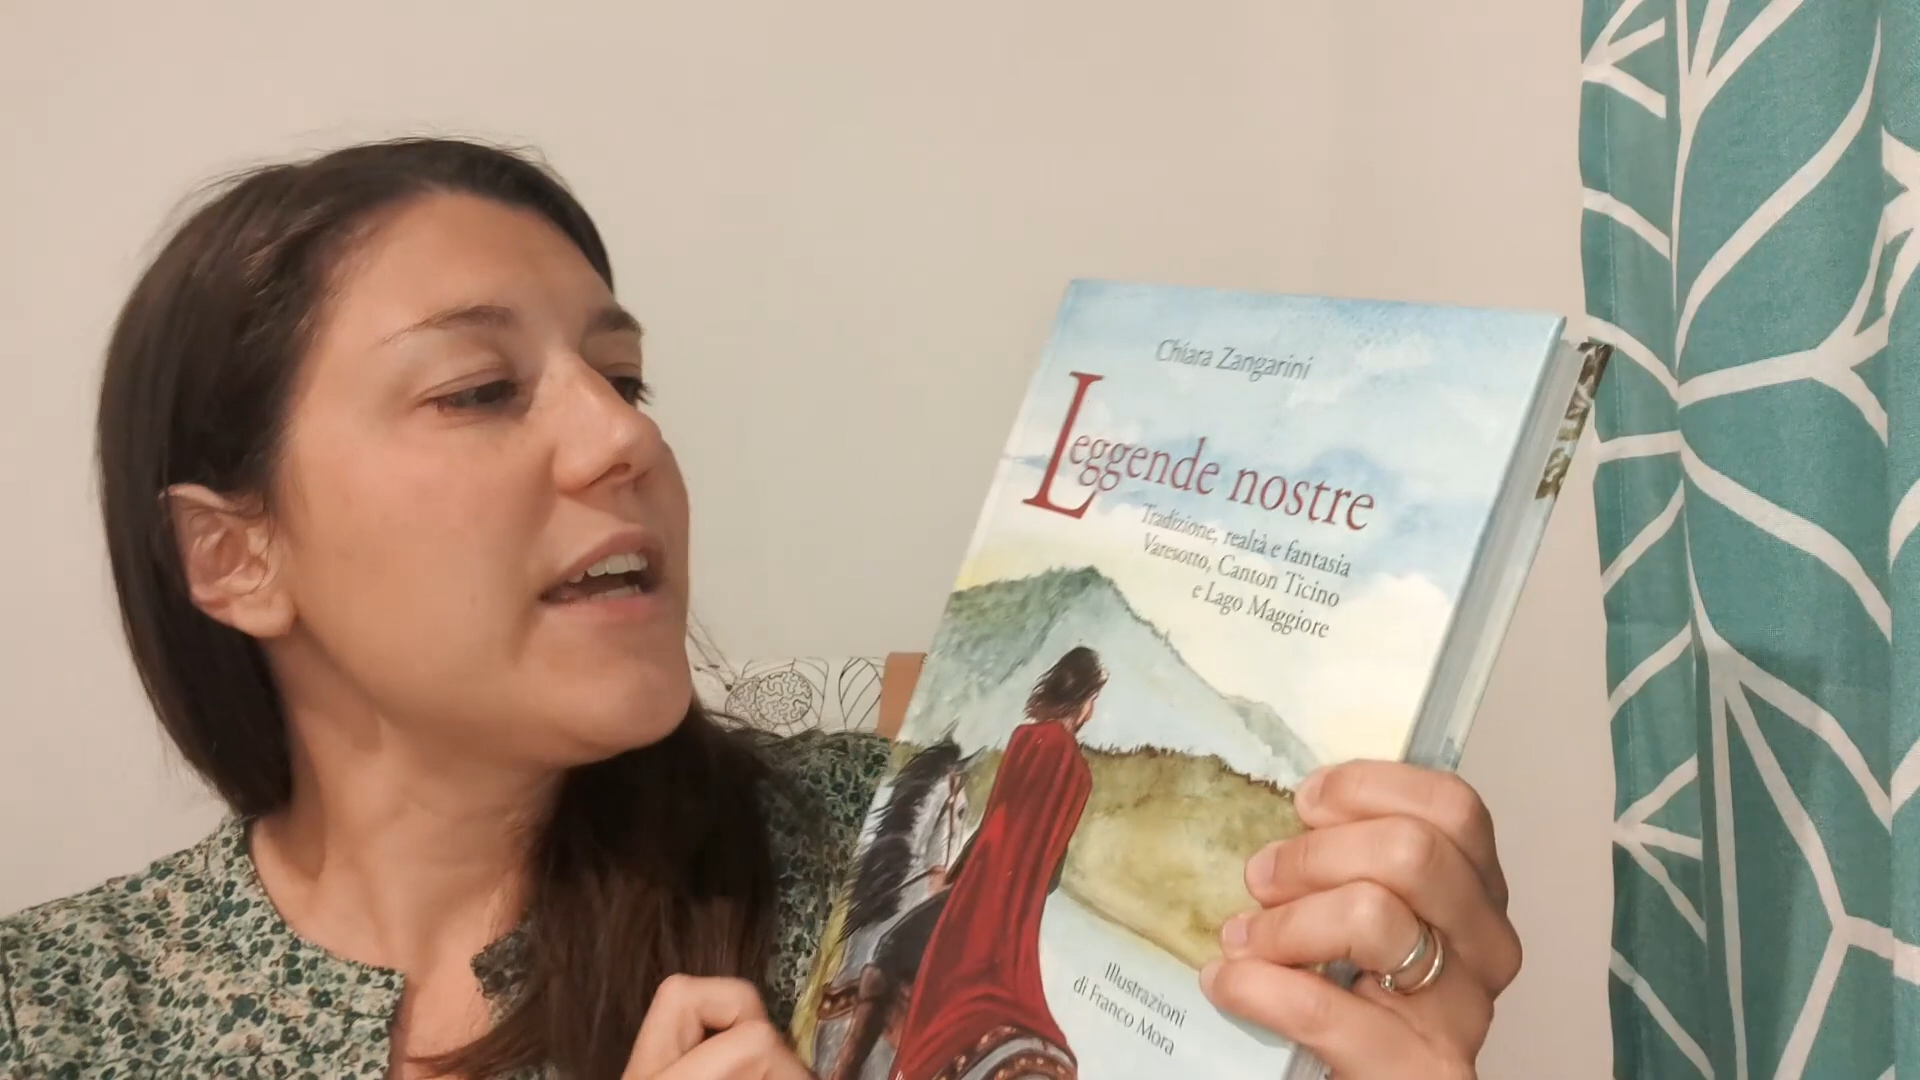 Chiara Zangarini
Leggende nostre
Tradizione, realtà e fantasia
Varesotto, Canton Ticino
e Lago Maggiore
Illustrazioni
di Franco Mora